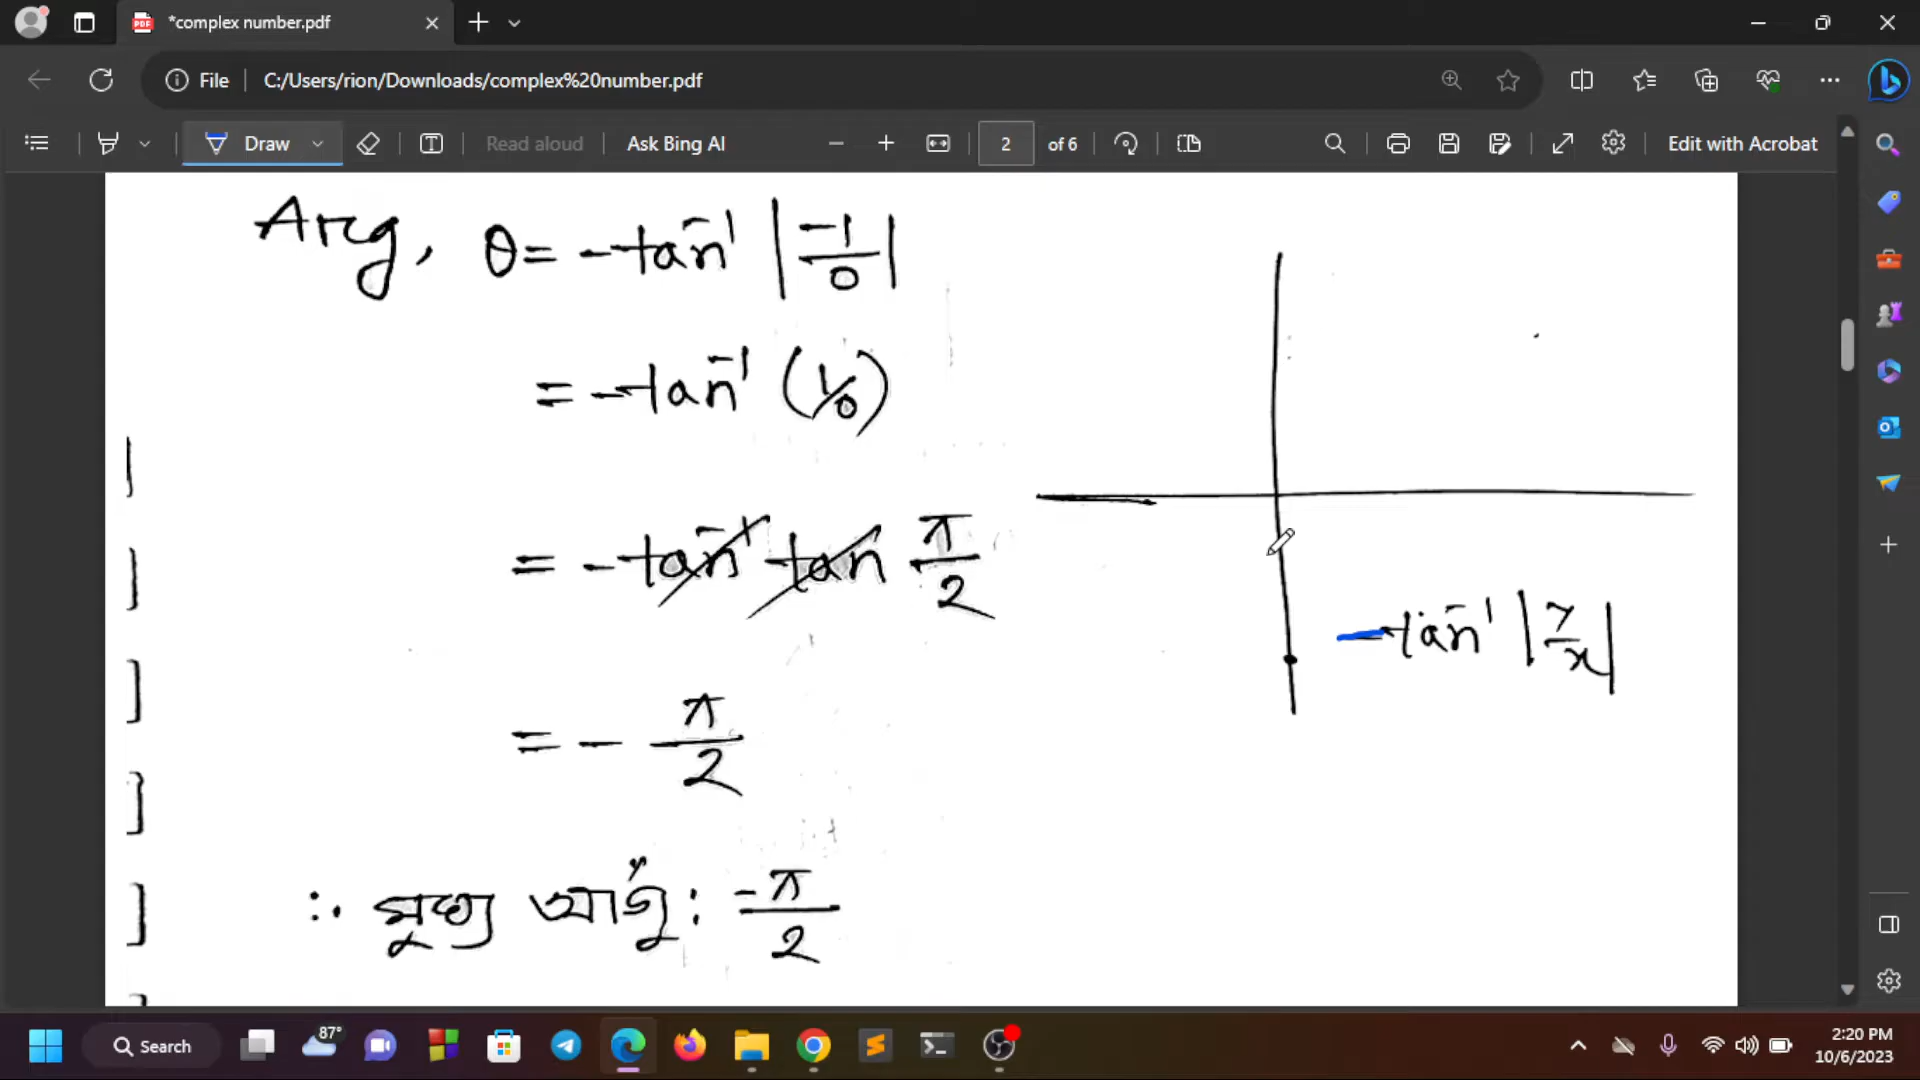 *complex number.pdf
File C:/Users/rion/Downloads/complex%20number.pdf
Draw Read aloud Ask Bing AI 2 of 6 Edit with Acrobat
Arg, θ = -tan⁻¹ |-1/0|
= -tan⁻¹ (1/0)
= -tan⁻¹ tan π/2
-tan⁻¹ |y/x|
= - π/2
∴ মুখ্য আর্গু: -π/2
87°
Search
2:20 PM
10/6/2023